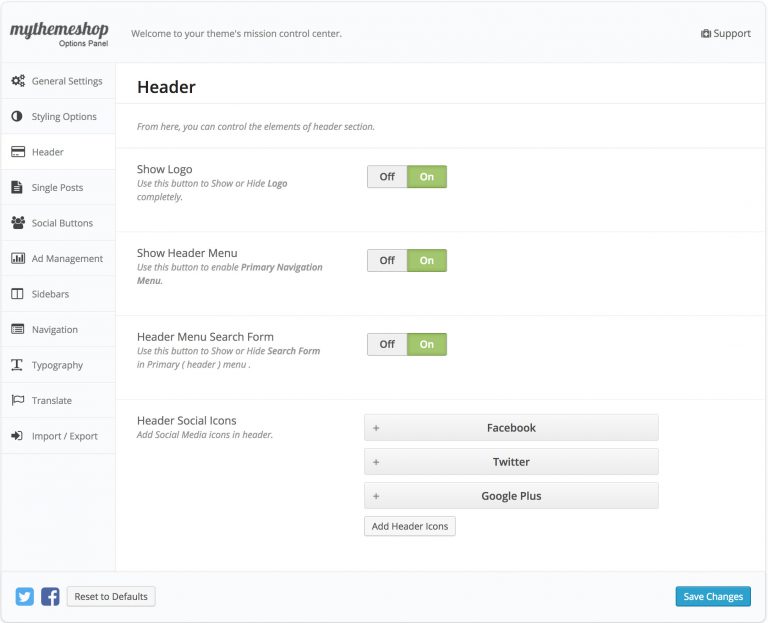 mythemeshop
Options Panel
Welcome to your theme's mission control center.
Support
General Settings
Styling Options
Header
Single Posts
Social Buttons
Ad Management
Sidebars
Navigation
Typography
Translate
Import / Export
Header
From here, you can control the elements of header section.
Show Logo
Use this button to Show or Hide Logo
completely.
Off On
Show Header Menu
Use this button to enable Primary Navigation
Menu.
Off On
Header Menu Search Form
Use this button to Show or Hide Search Form
in Primary ( header ) menu .
Off On
Header Social Icons
Add Social Media icons in header.
+ Facebook
+ Twitter
+ Google Plus
Add Header Icons
Reset to Defaults
Save Changes